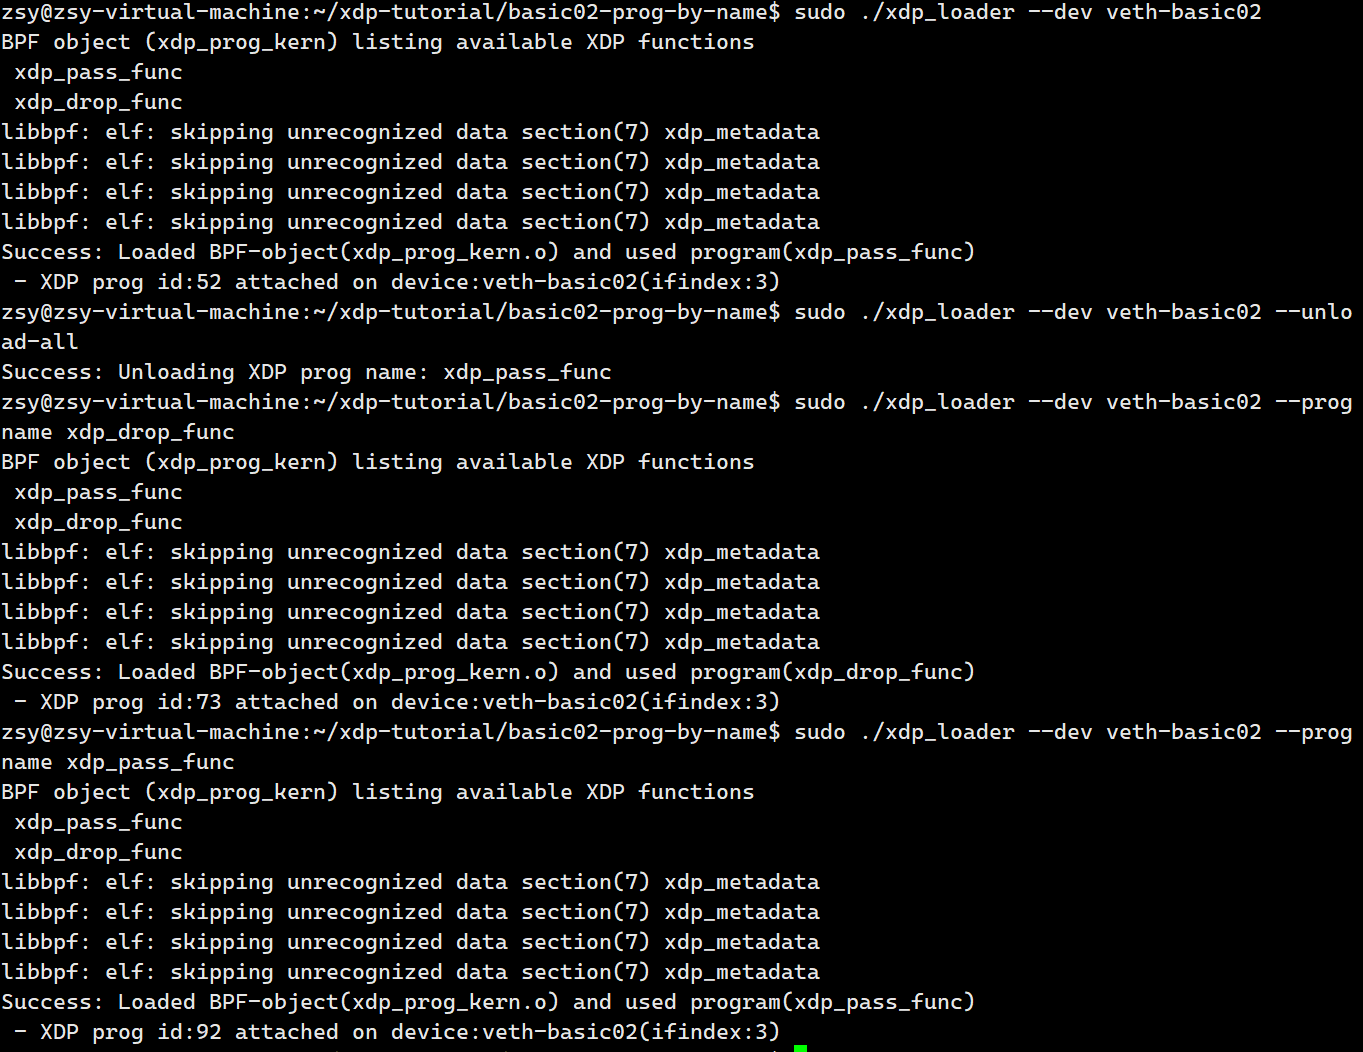 zsy@zsy-virtual-machine:~/xdp-tutorial/basic02-prog-by-name$ sudo ./xdp_loader --dev veth-basic02
BPF object (xdp_prog_kern) listing available XDP functions
 xdp_pass_func
 xdp_drop_func
libbpf: elf: skipping unrecognized data section(7) xdp_metadata
libbpf: elf: skipping unrecognized data section(7) xdp_metadata
libbpf: elf: skipping unrecognized data section(7) xdp_metadata
libbpf: elf: skipping unrecognized data section(7) xdp_metadata
Success: Loaded BPF-object(xdp_prog_kern.o) and used program(xdp_pass_func)
 - XDP prog id:52 attached on device:veth-basic02(ifindex:3)
zsy@zsy-virtual-machine:~/xdp-tutorial/basic02-prog-by-name$ sudo ./xdp_loader --dev veth-basic02 --unlo
ad-all
Success: Unloading XDP prog name: xdp_pass_func
zsy@zsy-virtual-machine:~/xdp-tutorial/basic02-prog-by-name$ sudo ./xdp_loader --dev veth-basic02 --prog
name xdp_drop_func
BPF object (xdp_prog_kern) listing available XDP functions
 xdp_pass_func
 xdp_drop_func
libbpf: elf: skipping unrecognized data section(7) xdp_metadata
libbpf: elf: skipping unrecognized data section(7) xdp_metadata
libbpf: elf: skipping unrecognized data section(7) xdp_metadata
libbpf: elf: skipping unrecognized data section(7) xdp_metadata
Success: Loaded BPF-object(xdp_prog_kern.o) and used program(xdp_drop_func)
 - XDP prog id:73 attached on device:veth-basic02(ifindex:3)
zsy@zsy-virtual-machine:~/xdp-tutorial/basic02-prog-by-name$ sudo ./xdp_loader --dev veth-basic02 --prog
name xdp_pass_func
BPF object (xdp_prog_kern) listing available XDP functions
 xdp_pass_func
 xdp_drop_func
libbpf: elf: skipping unrecognized data section(7) xdp_metadata
libbpf: elf: skipping unrecognized data section(7) xdp_metadata
libbpf: elf: skipping unrecognized data section(7) xdp_metadata
libbpf: elf: skipping unrecognized data section(7) xdp_metadata
Success: Loaded BPF-object(xdp_prog_kern.o) and used program(xdp_pass_func)
 - XDP prog id:92 attached on device:veth-basic02(ifindex:3)